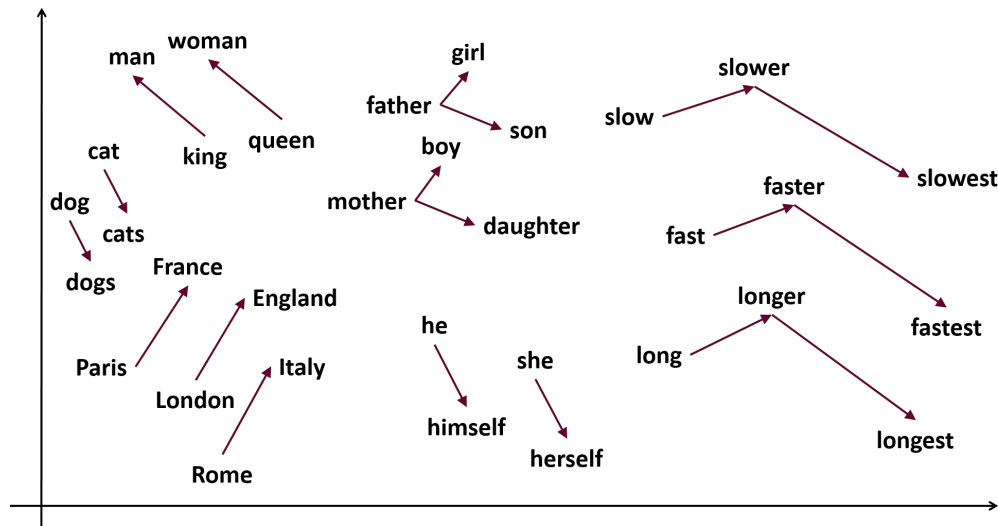 man
woman
king
queen
cat
cats
dog
dogs
France
Paris
England
London
Italy
Rome
girl
father
son
boy
mother
daughter
he
himself
she
herself
slower
slow
slowest
faster
fast
fastest
longer
long
longest